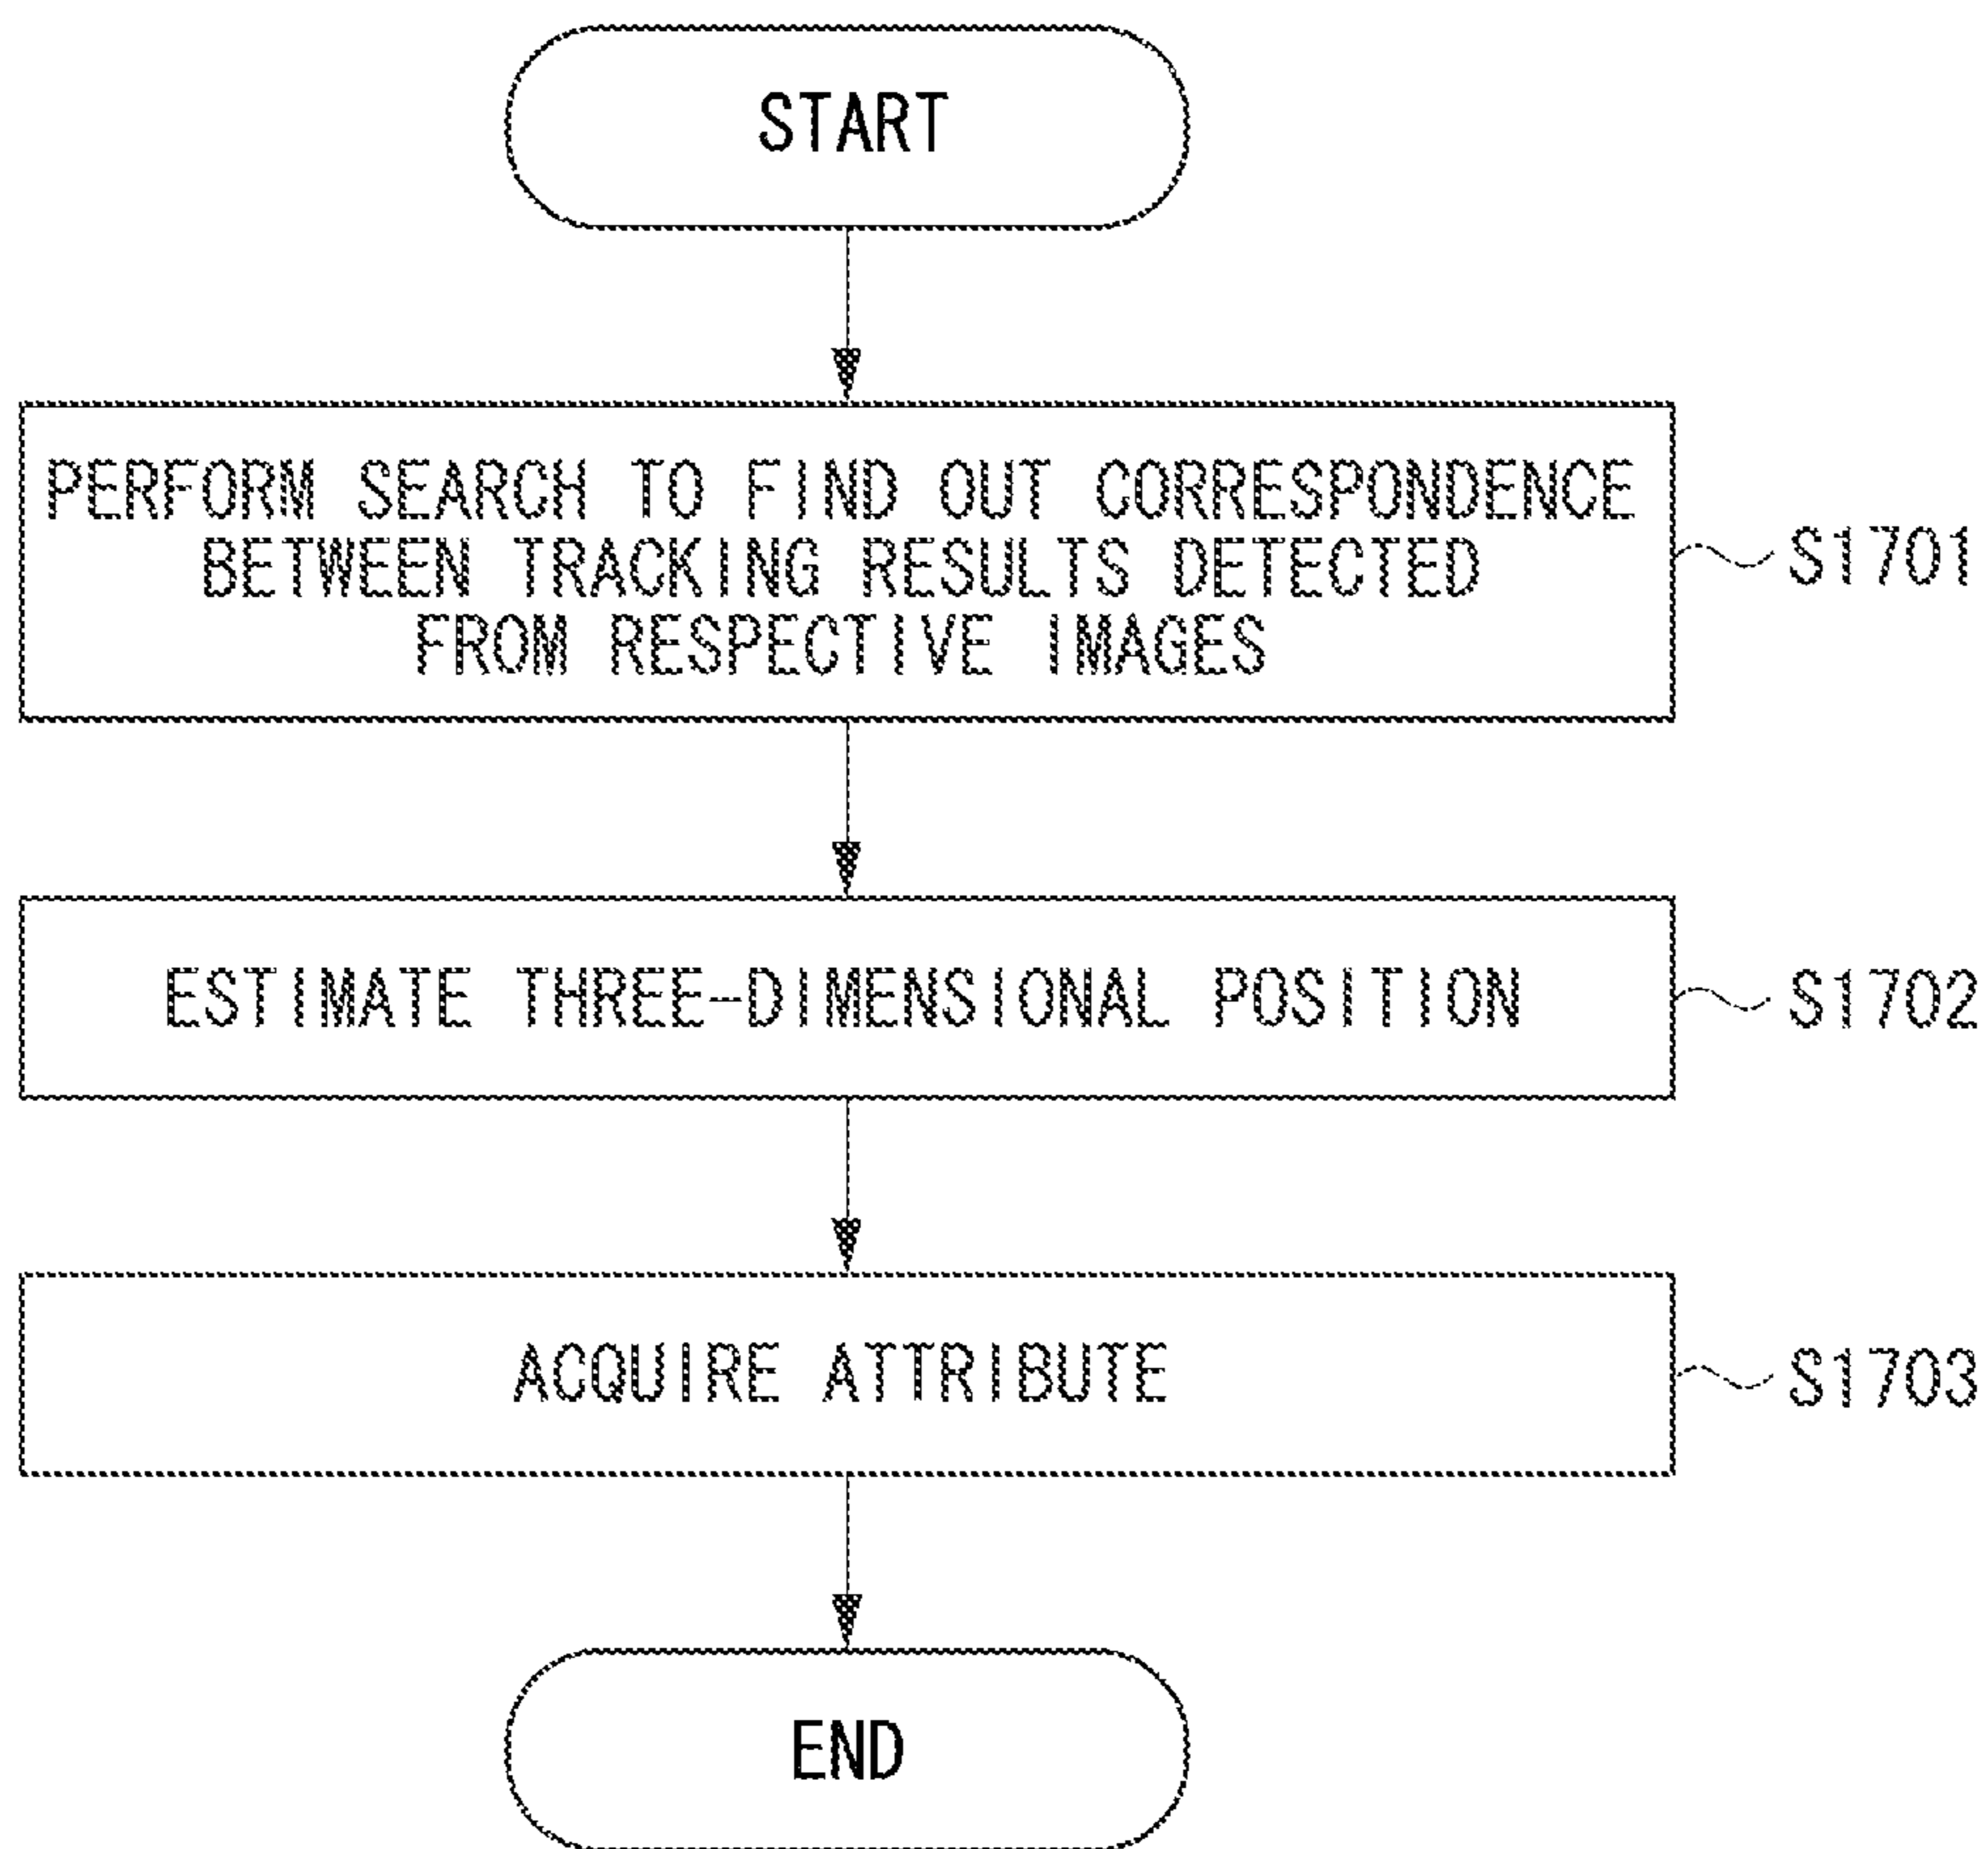 START
PERFORM SEARCH TO FIND OUT CORRESPONDENCE
BETWEEN TRACKING RESULTS DETECTED
FROM RESPECTIVE IMAGES
S1701
ESTIMATE THREE-DIMENSIONAL POSITION
S1702
ACQUIRE ATTRIBUTE
S1703
END